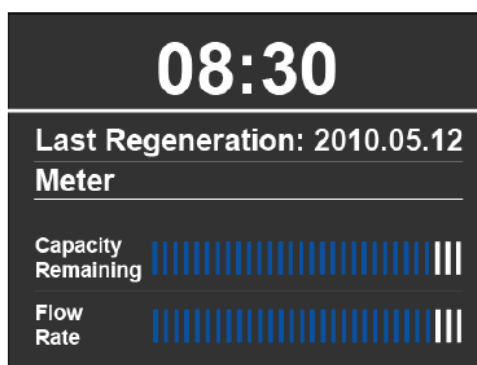 08:30
Last Regeneration: 2010.05.12
Meter
Capacity
Remaining
Flow
Rate